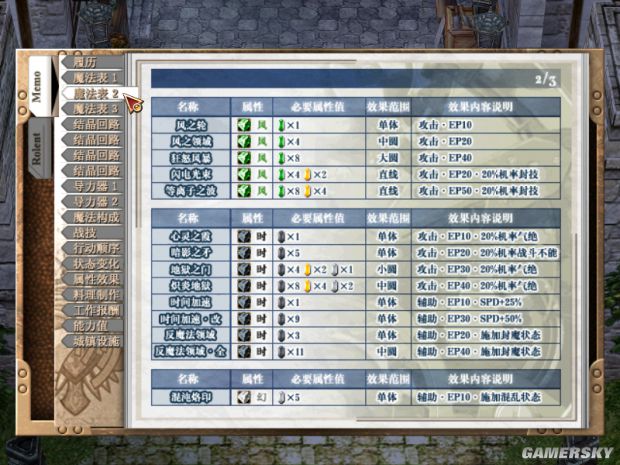 Memo
Rolent
履历
魔法表 1
魔法表 2
魔法表 3
结晶回路
结晶回路
结晶回路
结晶回路
导力器 1
导力器 2
魔法构成
战技
行动顺序
状态变化
属性效果
料理制作
工作报酬
能力值
城镇设施
2/3
名称 属性 必要属性值 效果范围 效果内容说明
风之轮 风 ×1 单体 攻击·EP10
风之领域 风 ×4 中圆 攻击·EP20
狂怒风暴 风 ×8 大圆 攻击·EP40
闪电光束 风 ×4 ×2 直线 攻击·EP20·20%机率封技
等离子之波 风 ×8 ×4 直线 攻击·EP50·20%机率封技
名称 属性 必要属性值 效果范围 效果内容说明
心灵之霞 时 ×1 单体 攻击·EP10·20%机率气绝
暗影之矛 时 ×5 单体 攻击·EP20·20%机率战斗不能
地狱之门 时 ×4 ×2 ×1 小圆 攻击·EP30·20%机率气绝
炽炎地狱 时 ×8 ×4 ×2 中圆 攻击·EP40·20%机率气绝
时间加速 时 ×1 单体 辅助·EP10·SPD+25%
时间加速·改 时 ×9 单体 辅助·EP30·SPD+50%
反魔法领域 时 ×3 单体 辅助·EP20·施加封魔状态
反魔法领域·全 时 ×11 中圆 辅助·EP40·施加封魔状态
名称 属性 必要属性值 效果范围 效果内容说明
混沌烙印 幻 ×5 单体 辅助·EP10·施加混乱状态
GAMERSKY